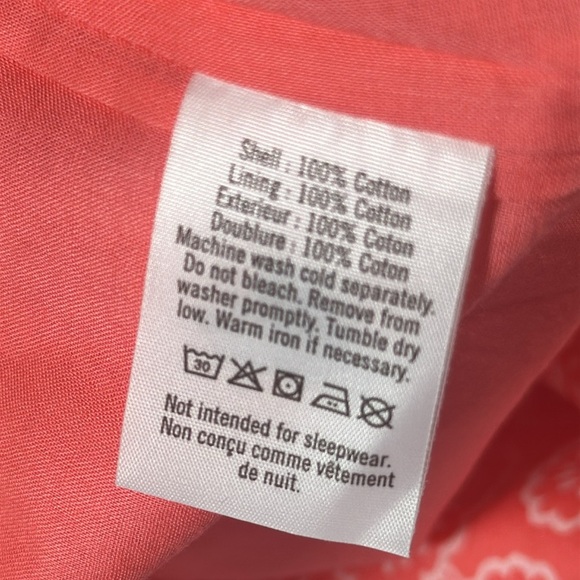 Shell : 100% Cotton
Lining : 100% Cotton
Exterieur : 100% Coton
Doublure : 100% Coton
Machine wash cold separately.
Do not bleach. Remove from
washer promptly. Tumble dry
low. Warm iron if necessary.
30
Not intended for sleepwear.
Non conçu comme vêtement
de nuit.